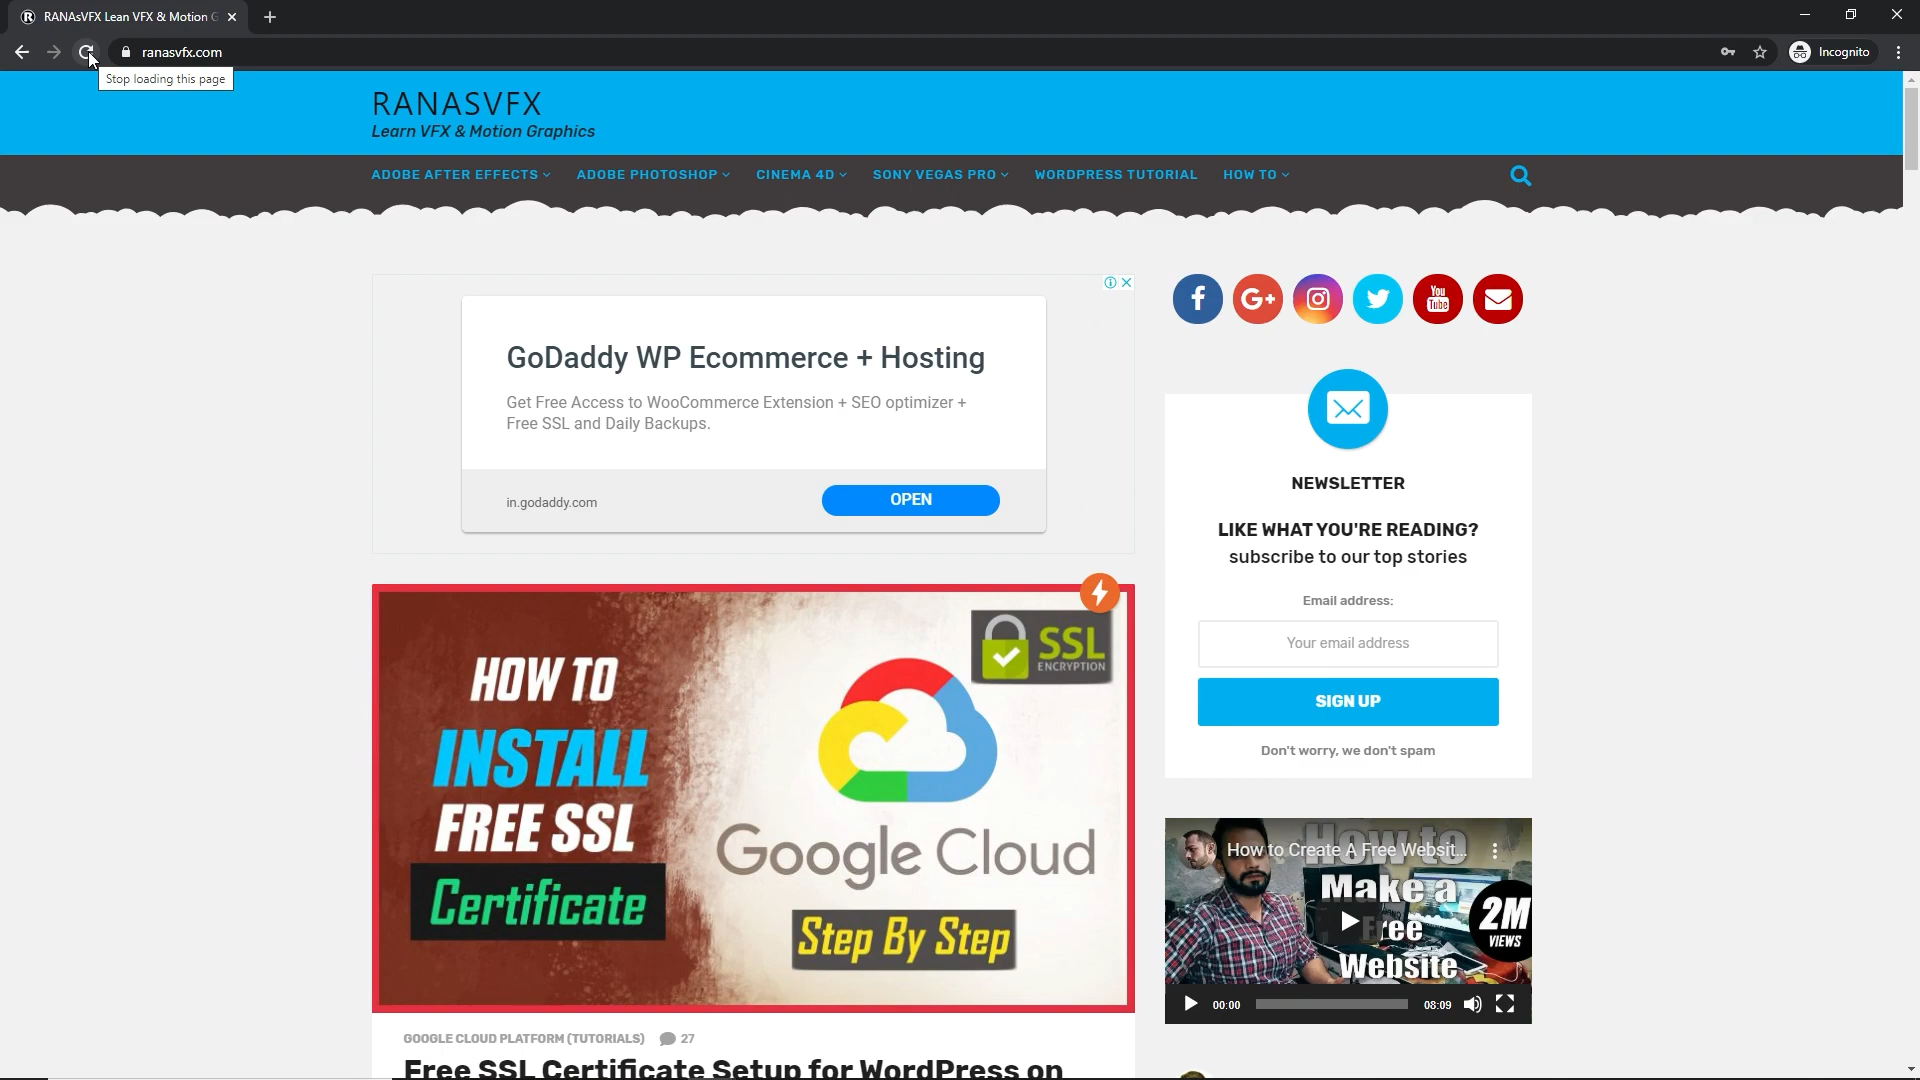 RANAsVFX Lean VFX & Motion G
ranasvfx.com
Incognito
Stop loading this page
RANASVFX
Learn VFX & Motion Graphics
ADOBE AFTER EFFECTS
ADOBE PHOTOSHOP
CINEMA 4D
SONY VEGAS PRO
WORDPRESS TUTORIAL
HOW TO
GoDaddy WP Ecommerce + Hosting
Get Free Access to WooCommerce Extension + SEO optimizer +
Free SSL and Daily Backups.
in.godaddy.com
OPEN
HOW TO
INSTALL
FREE SSL
Certificate
SSL
ENCRYPTION
Google Cloud
Step By Step
GOOGLE CLOUD PLATFORM (TUTORIALS)
27
Free SSL Certificate Setup for WordPress on
G+
You
Tube
NEWSLETTER
LIKE WHAT YOU'RE READING?
subscribe to our top stories
Email address:
Your email address
SIGN UP
Don't worry, we don't spam
How to Create A Free Websit...
How to
Make a
Free
Website
2M
VIEWS
00:00
08:09